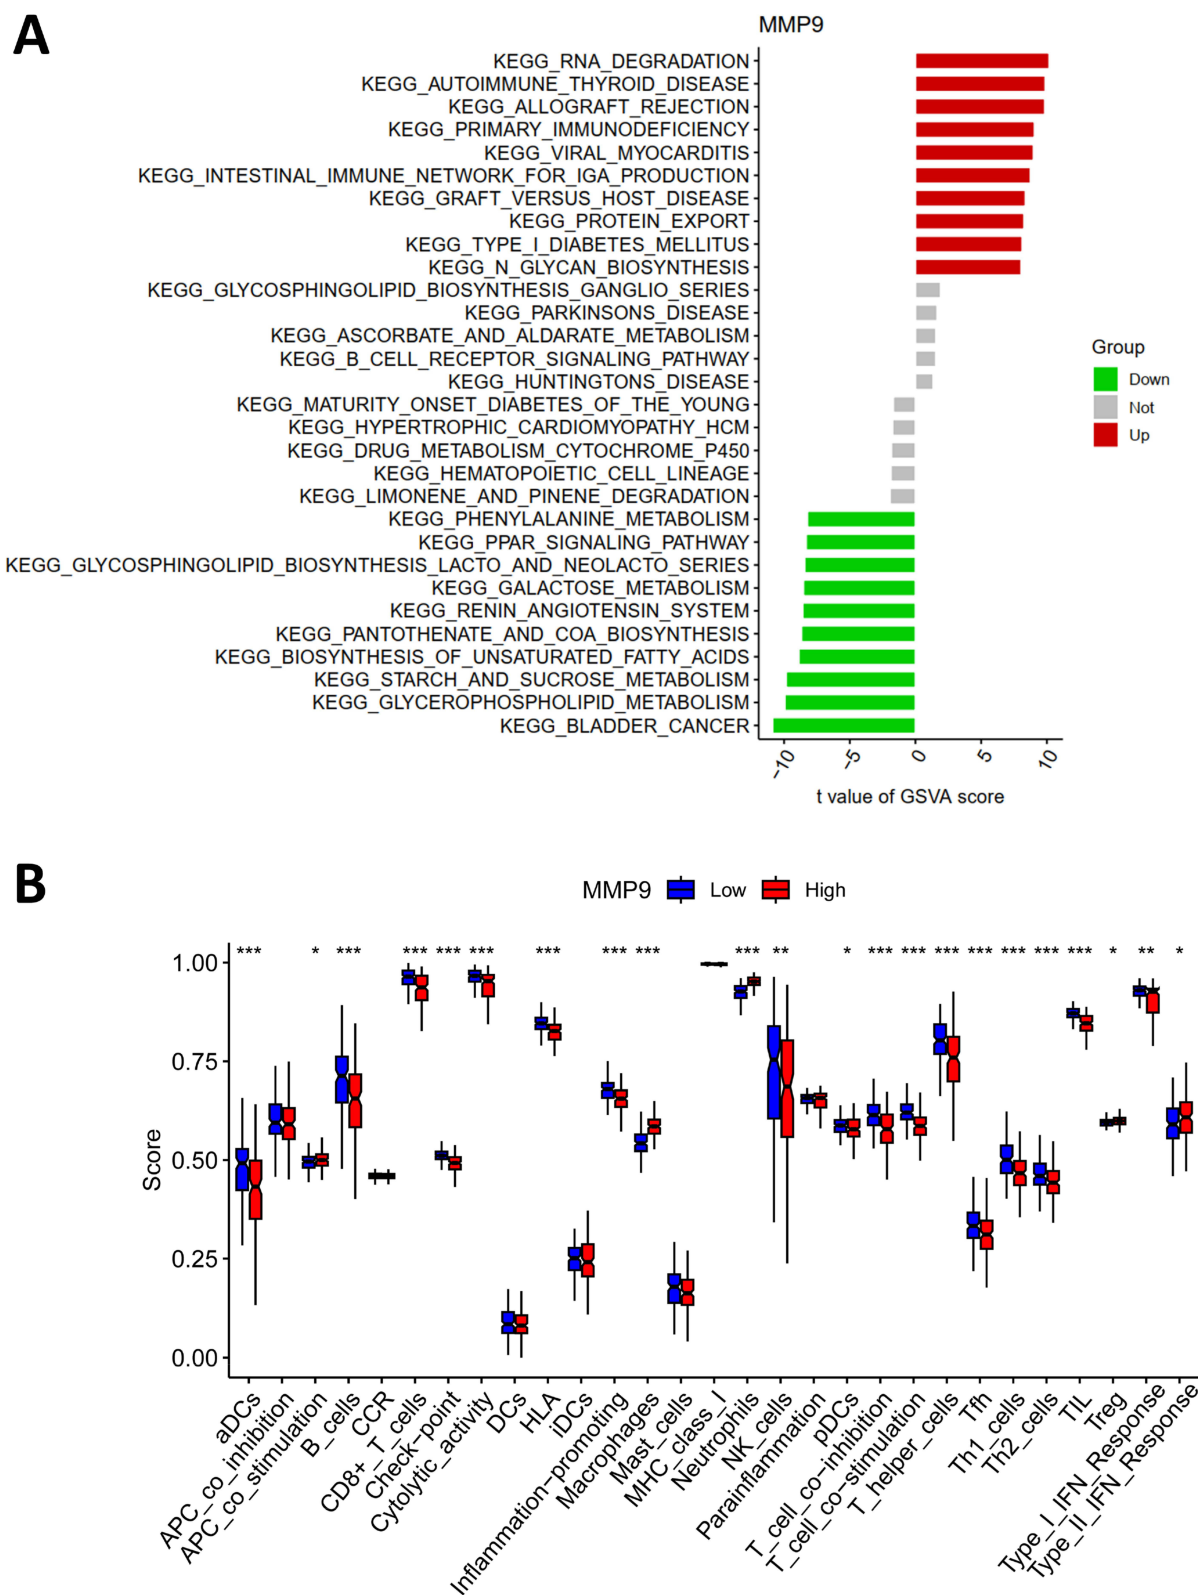 A
MMP9
KEGG_RNA_DEGRADATION
KEGG_AUTOIMMUNE_THYROID_DISEASE
KEGG_ALLOGRAFT_REJECTION
KEGG_PRIMARY_IMMUNODEFICIENCY
KEGG_VIRAL_MYOCARDITIS
KEGG_INTESTINAL_IMMUNE_NETWORK_FOR_IGA_PRODUCTION
KEGG_GRAFT_VERSUS_HOST_DISEASE
KEGG_PROTEIN_EXPORT
KEGG_TYPE_I_DIABETES_MELLITUS
KEGG_N_GLYCAN_BIOSYNTHESIS
KEGG_GLYCOSPHINGOLIPID_BIOSYNTHESIS_GANGLIO_SERIES
KEGG_PARKINSONS_DISEASE
KEGG_ASCORBATE_AND_ALDARATE_METABOLISM
KEGG_B_CELL_RECEPTOR_SIGNALING_PATHWAY
KEGG_HUNTINGTONS_DISEASE
KEGG_MATURITY_ONSET_DIABETES_OF_THE_YOUNG
KEGG_HYPERTROPHIC_CARDIOMYOPATHY_HCM
KEGG_DRUG_METABOLISM_CYTOCHROME_P450
KEGG_HEMATOPOIETIC_CELL_LINEAGE
KEGG_LIMONENE_AND_PINENE_DEGRADATION
KEGG_PHENYLALANINE_METABOLISM
KEGG_PPAR_SIGNALING_PATHWAY
KEGG_GLYCOSPHINGOLIPID_BIOSYNTHESIS_LACTO_AND_NEOLACTO_SERIES
KEGG_GALACTOSE_METABOLISM
KEGG_RENIN_ANGIOTENSIN_SYSTEM
KEGG_PANTOTHENATE_AND_COA_BIOSYNTHESIS
KEGG_BIOSYNTHESIS_OF_UNSATURATED_FATTY_ACIDS
KEGG_STARCH_AND_SUCROSE_METABOLISM
KEGG_GLYCEROPHOSPHOLIPID_METABOLISM
KEGG_BLADDER_CANCER
−10 −5 0 5 10
t value of GSVA score
Group
Down
Not
Up
B
MMP9 Low High
*** * *** *** *** *** *** *** *** *** ** * *** *** *** *** *** *** *** * ** *
1.00
0.75
0.50
0.25
0.00
Score
aDCs
APC_co_inhibition
APC_co_stimulation
B_cells
CCR
CD8+_T_cells
Check−point
Cytolytic_activity
DCs
HLA
iDCs
Inflammation−promoting
Macrophages
Mast_cells
MHC_class_I
Neutrophils
NK_cells
Parainflammation
pDCs
T_cell_co−inhibition
T_cell_co−stimulation
T_helper_cells
Tfh
Th1_cells
Th2_cells
TIL
Treg
Type_I_IFN_Response
Type_II_IFN_Response